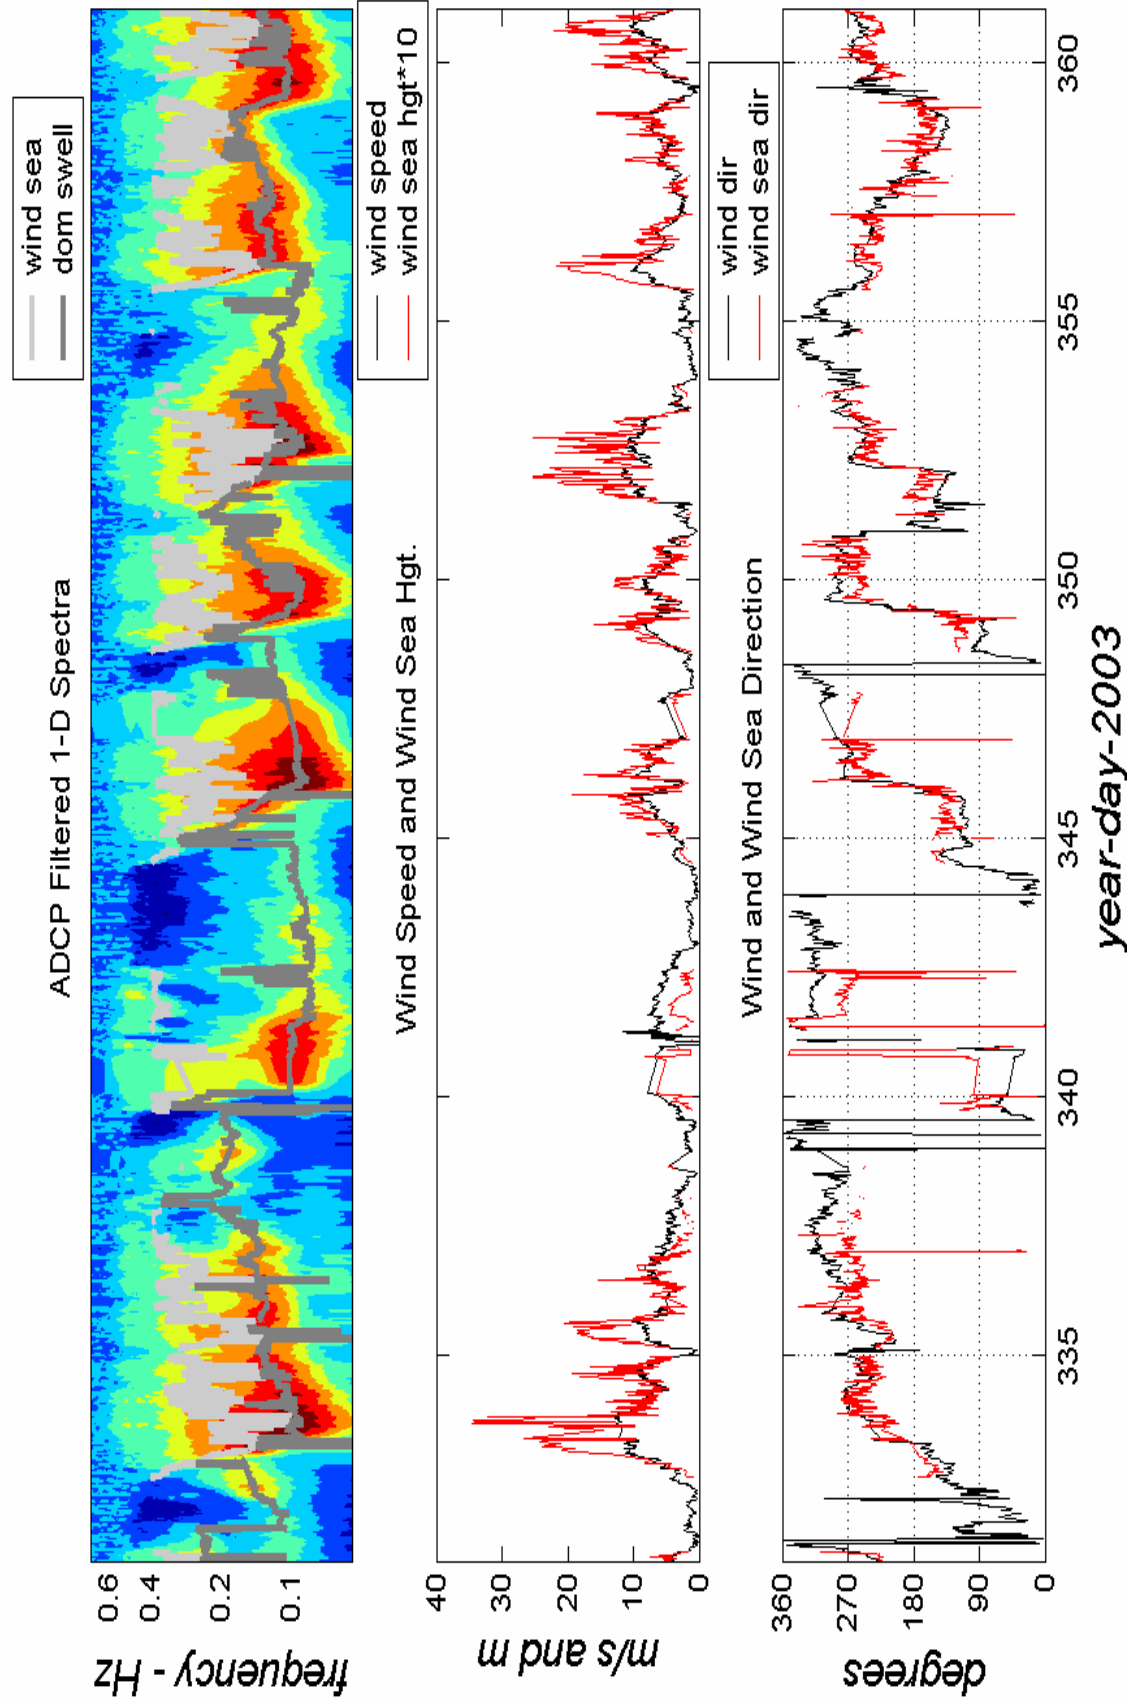 ADCP Filtered 1-D Spectra
wind sea
dom swell
0.6
0.4
0.2
0.1
frequency - Hz
Wind Speed and Wind Sea Hgt.
wind speed
wind sea hgt*10
40
30
20
10
0
m/s and m
Wind and Wind Sea Direction
wind dir
wind sea dir
360
270
180
90
0
degrees
335
340
345
350
355
360
year-day-2003